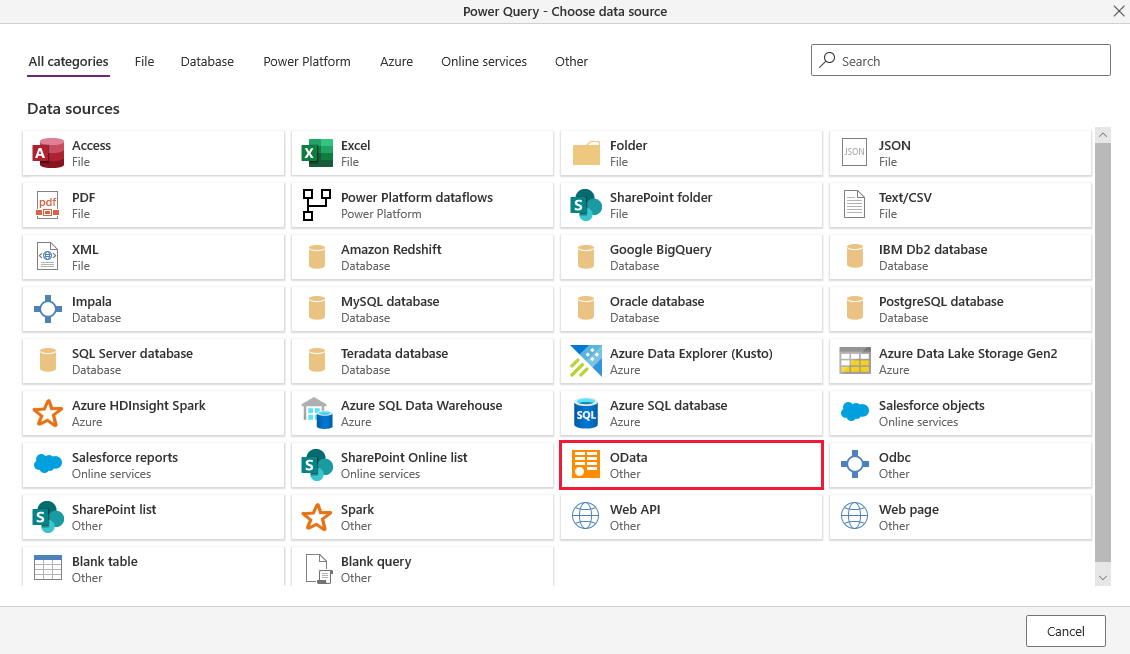 Power Query - Choose data source
All categories File Database Power Platform Azure Online services Other
Search
Data sources
A Access
File
X Excel
File
Folder
File
JSON JSON
File
pdf PDF
File
Power Platform dataflows
Power Platform
S SharePoint folder
File
Text/CSV
File
XML
File
Amazon Redshift
Database
Google BigQuery
Database
IBM Db2 database
Database
Impala
Database
MySQL database
Database
Oracle database
Database
PostgreSQL database
Database
SQL Server database
Database
Teradata database
Database
Azure Data Explorer (Kusto)
Azure
Azure Data Lake Storage Gen2
Azure
Azure HDInsight Spark
Azure
Azure SQL Data Warehouse
Azure
SQL Azure SQL database
Azure
Salesforce objects
Online services
Salesforce reports
Online services
S SharePoint Online list
Online services
OData
Other
Odbc
Other
S SharePoint list
Other
Spark
Other
Web API
Other
Web page
Other
Blank table
Other
Blank query
Other
Cancel